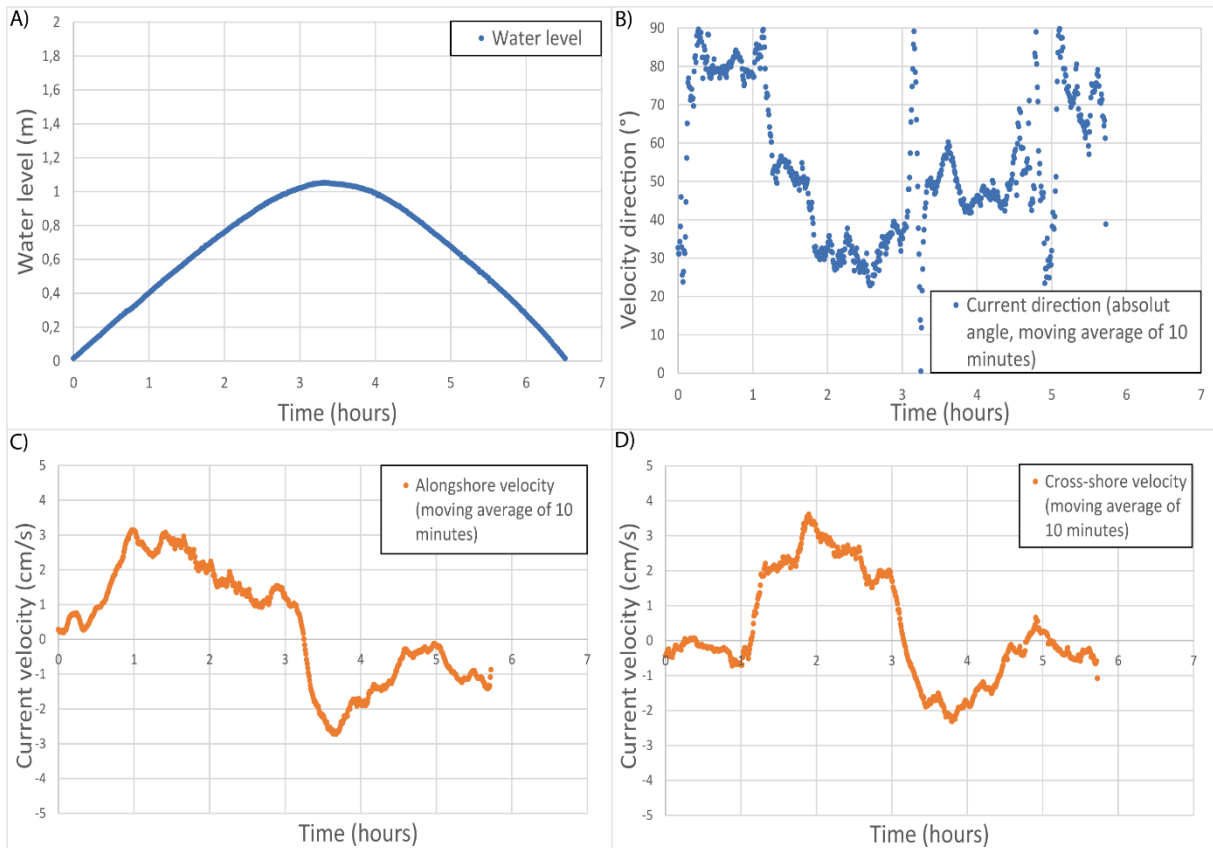 A)
Water level
Water level (m)
2
1,8
1,6
1,4
1,2
1
0,8
0,6
0,4
0,2
0
0 1 2 3 4 5 6 7
Time (hours)
B)
Velocity direction (°)
90
80
70
60
50
40
30
20
10
0
Current direction (absolut
angle, moving average of 10
minutes)
0 1 2 3 4 5 6 7
Time (hours)
C)
Alongshore velocity
(moving average of 10
minutes)
Current velocity (cm/s)
5
4
3
2
1
0
-1
-2
-3
-4
-5
0 1 2 3 4 5 6 7
Time (hours)
D)
Cross-shore velocity
(moving average of
10 minutes)
Current velocity (cm/s)
5
4
3
2
1
0
-1
-2
-3
-4
-5
0 1 2 3 4 5 6 7
Time (hours)